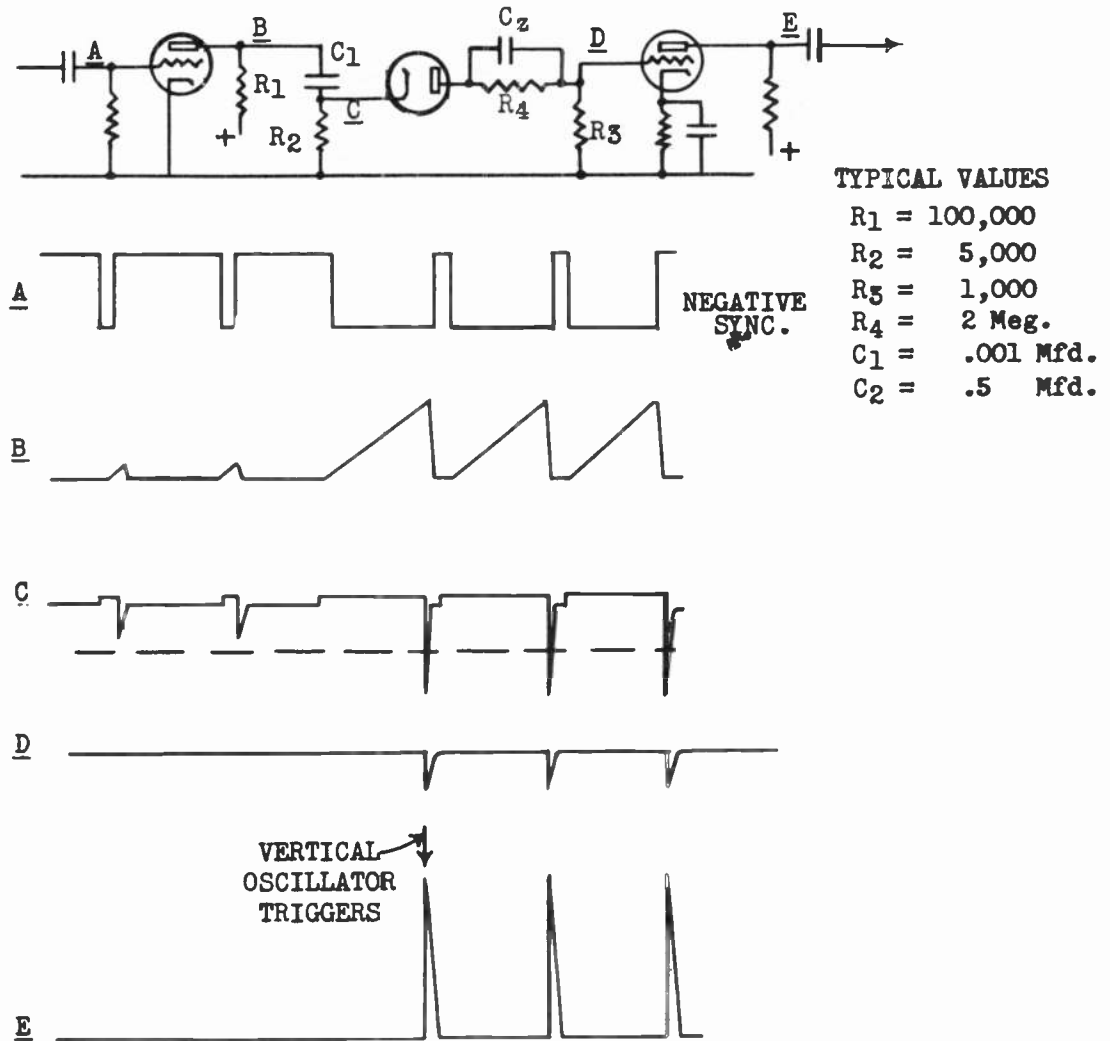 A
B
C1
C
R1
+
R2
Cz
R4
D
R3
E
+
TYPICAL VALUES
R1 = 100,000
R2 = 5,000
R3 = 1,000
R4 = 2 Meg.
C1 = .001 Mfd.
C2 = .5 Mfd.
A
NEGATIVE
SYNC.
B
C
D
VERTICAL
OSCILLATOR
TRIGGERS
E